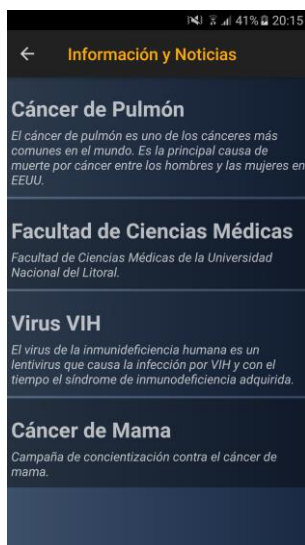 41% 20:15
Información y Noticias
Cáncer de Pulmón
El cáncer de pulmón es uno de los cánceres más
comunes en el mundo. Es la principal causa de
muerte por cáncer entre los hombres y las mujeres en
EEUU.
Facultad de Ciencias Médicas
Facultad de Ciencias Médicas de la Universidad
Nacional del Litoral.
Virus VIH
El virus de la inmunideficiencia humana es un
lentivirus que causa la infección por VIH y con el
tiempo el síndrome de inmunodeficiencia adquirida.
Cáncer de Mama
Campaña de concientización contra el cáncer de
mama.